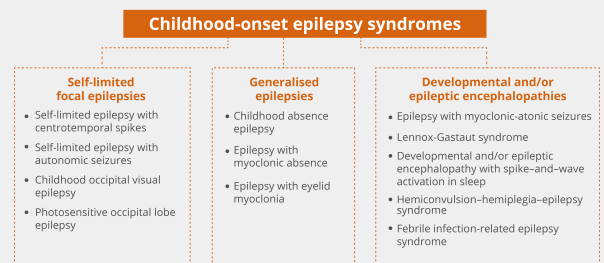 Childhood-onset epilepsy syndromes
Self-limited
focal epilepsies
• Self-limited epilepsy with
centrotemporal spikes
• Self-limited epilepsy with
autonomic seizures
• Childhood occipital visual
epilepsy
• Photosensitive occipital lobe
epilepsy
Generalised
epilepsies
• Childhood absence
epilepsy
• Epilepsy with
myoclonic absence
• Epilepsy with eyelid
myoclonia
Developmental and/or
epileptic encephalopathies
• Epilepsy with myoclonic-atonic seizures
• Lennox-Gastaut syndrome
• Developmental and/or epileptic
encephalopathy with spike–and–wave
activation in sleep
• Hemiconvulsion–hemiplegia–epilepsy
syndrome
• Febrile infection-related epilepsy
syndrome